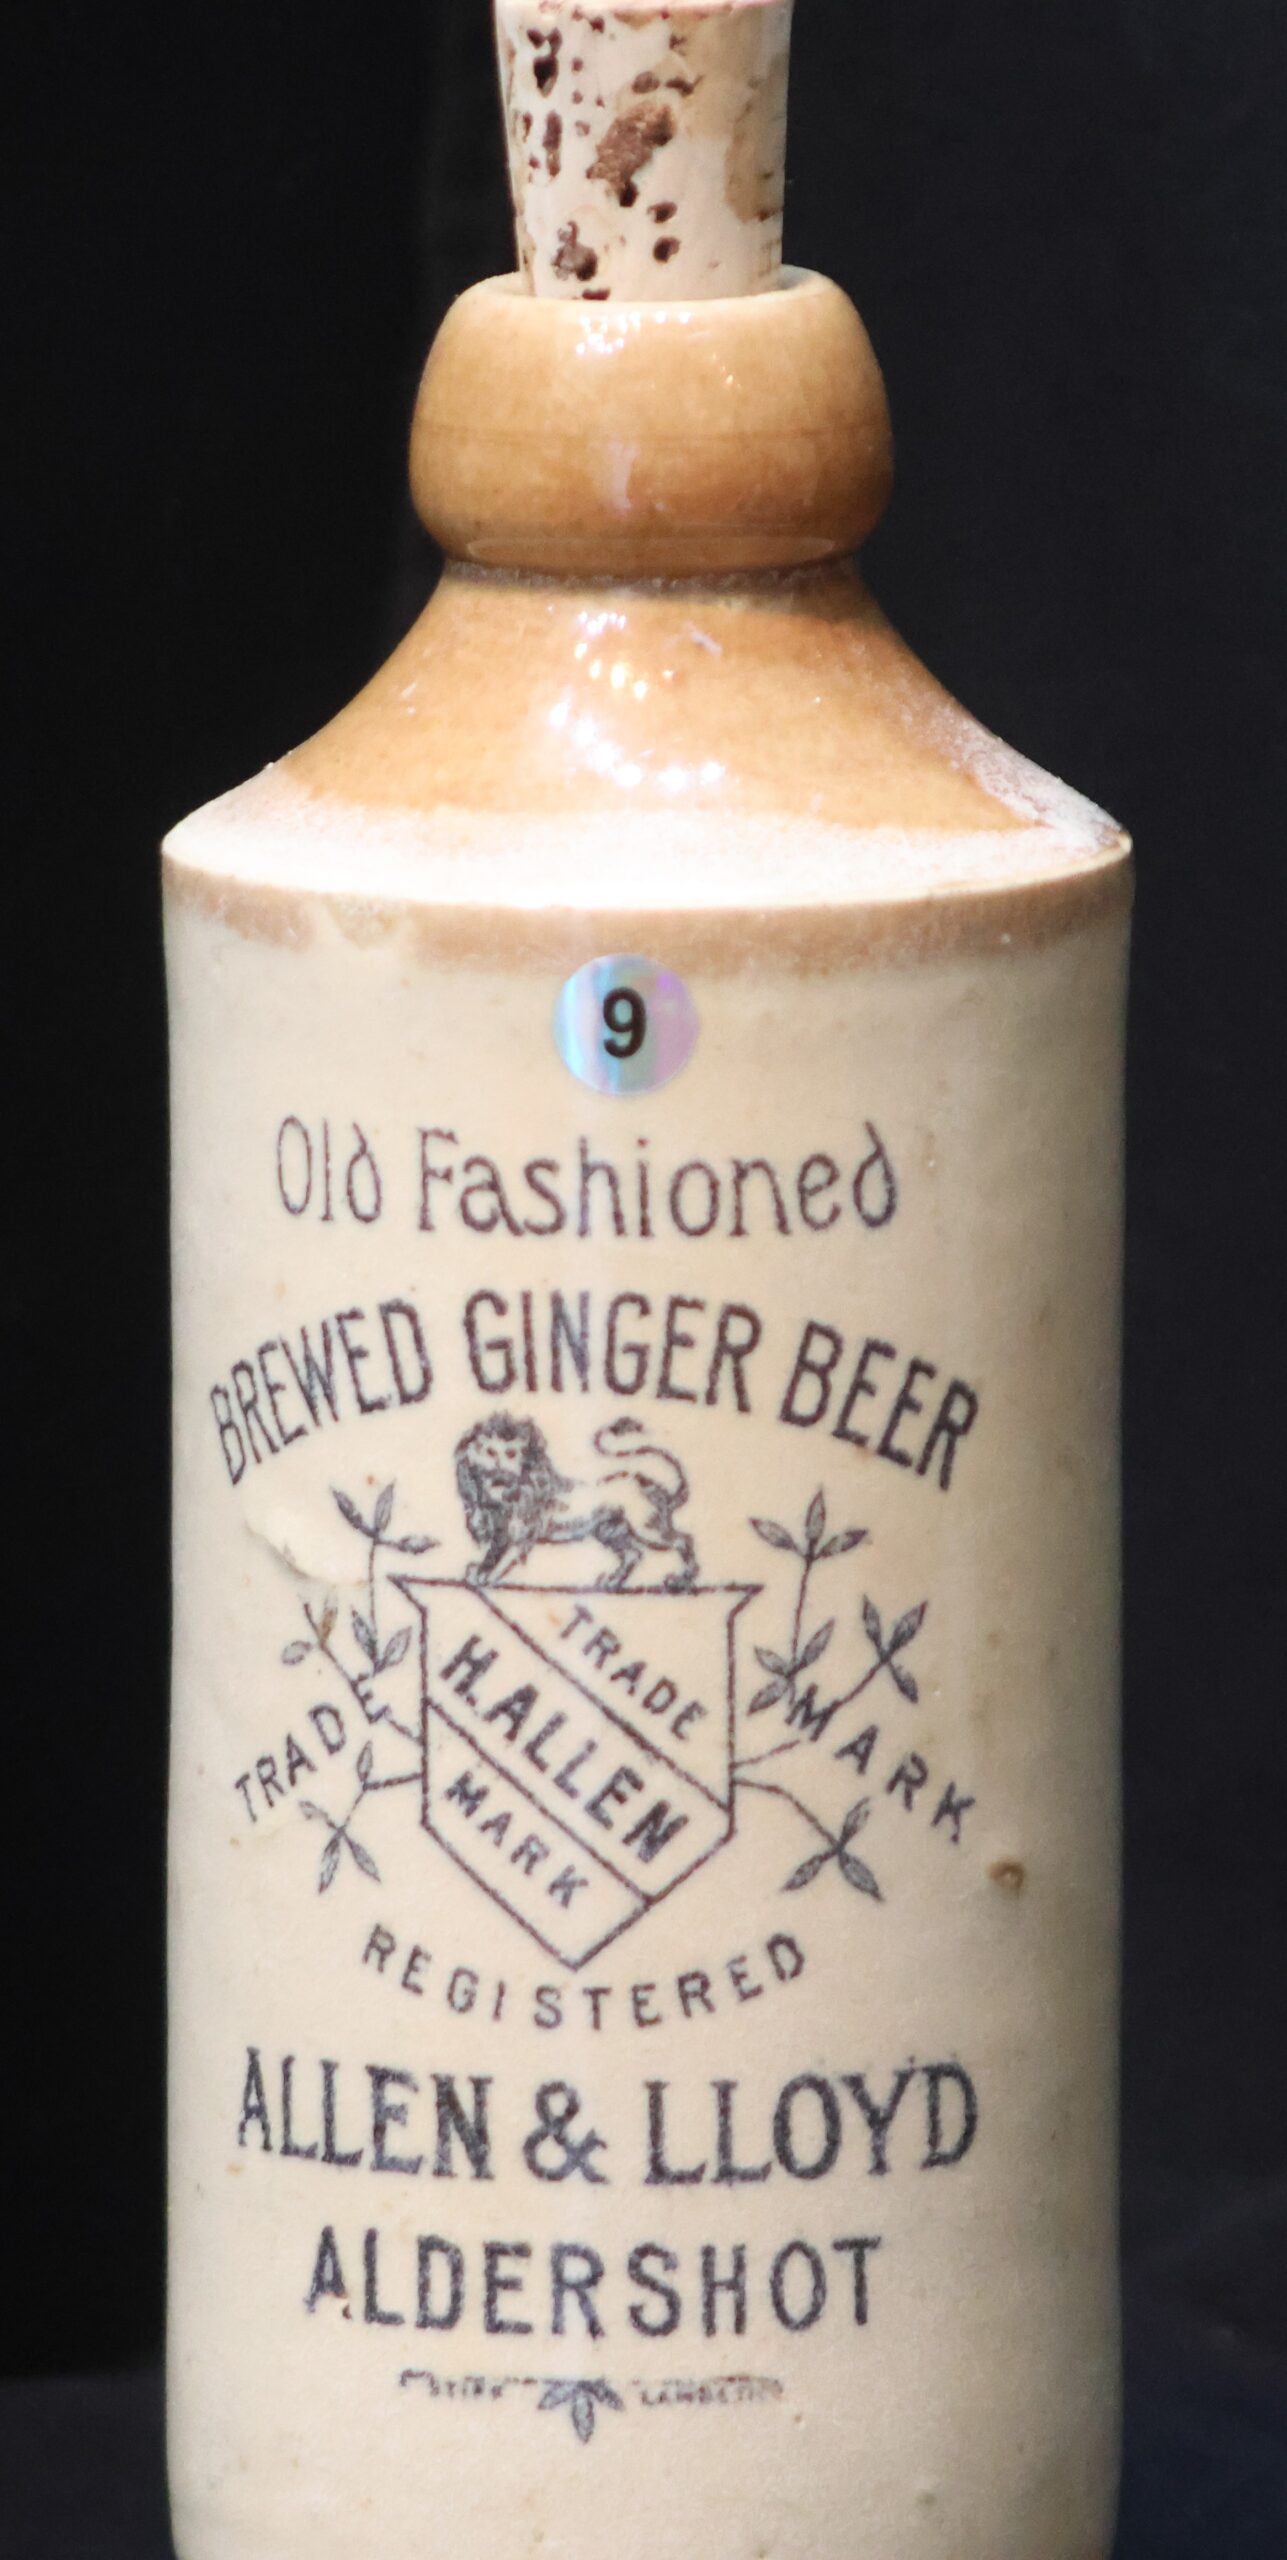 9
Old Fashioned
BREWED GINGER BEER
TRADE
H. ALLEN
MARK
TRADE MARK
REGISTERED
ALLEN & LLOYD
ALDERSHOT